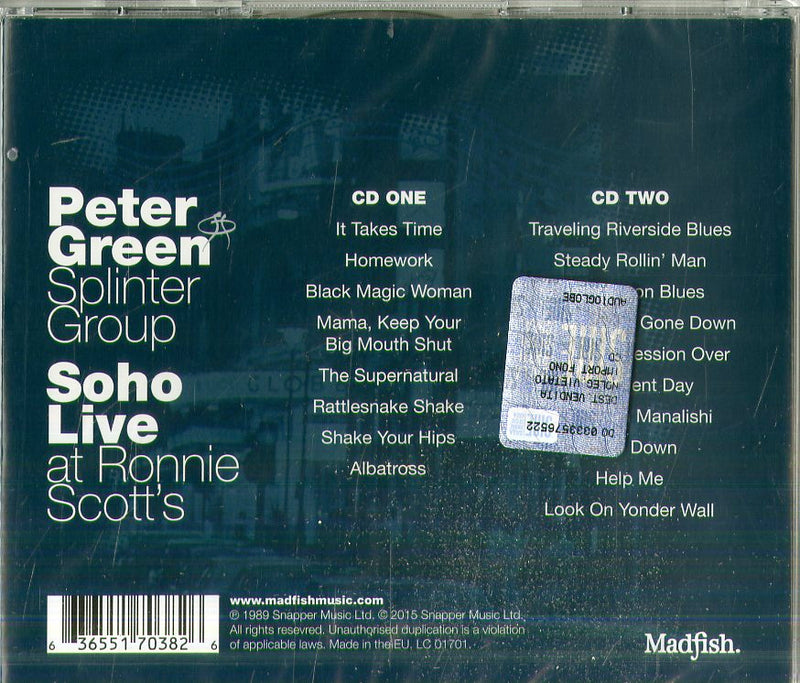 Peter
Green
Splinter
Group
Soho
Live
at Ronnie
Scott's
CD ONE
It Takes Time
Homework
Black Magic Woman
Mama, Keep Your
Big Mouth Shut
The Supernatural
Rattlesnake Shake
Shake Your Hips
Albatross
CD TWO
Traveling Riverside Blues
Steady Rollin' Man
Blues
Gone Down
Over
Day
Manalishi
Down
Help Me
Look On Yonder Wall
DEST VENDITA
NOLEG.VIETATO
IMPORT FONO
CD
AUDIOGLOBE
6 36551 70382 6
www.madfishmusic.com
℗ 1989 Snapper Music Ltd. © 2015 Snapper Music Ltd.
All rights resevred. Unauthorised duplication is a violation
of applicable laws. Made in the EU, LC 01701.
Madfish.